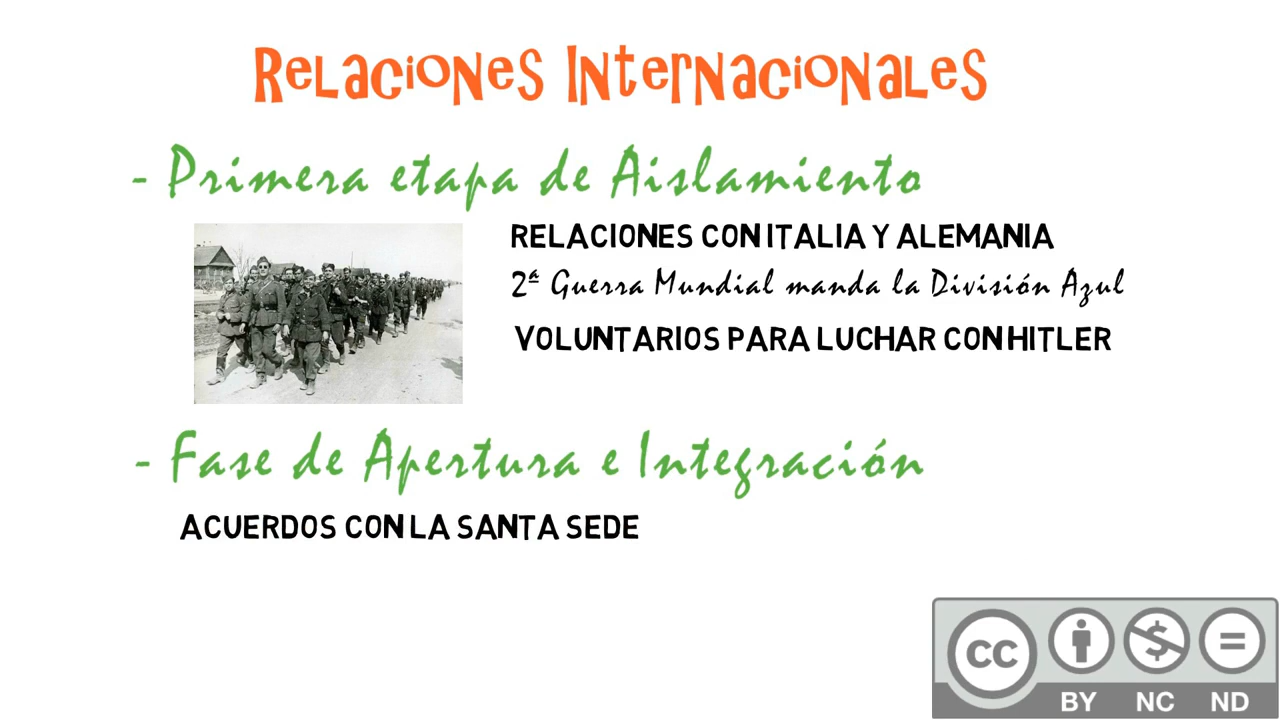 Relaciones Internacionales
- Primera etapa de Aislamiento
RELACIONES CON ITALIA Y ALEMANIA
2ª Guerra Mundial manda la División Azul
VOLUNTARIOS PARA LUCHAR CON HITLER
- Fase de Apertura e Integración
ACUERDOS CON LA SANTA SEDE
CC
BY NC ND